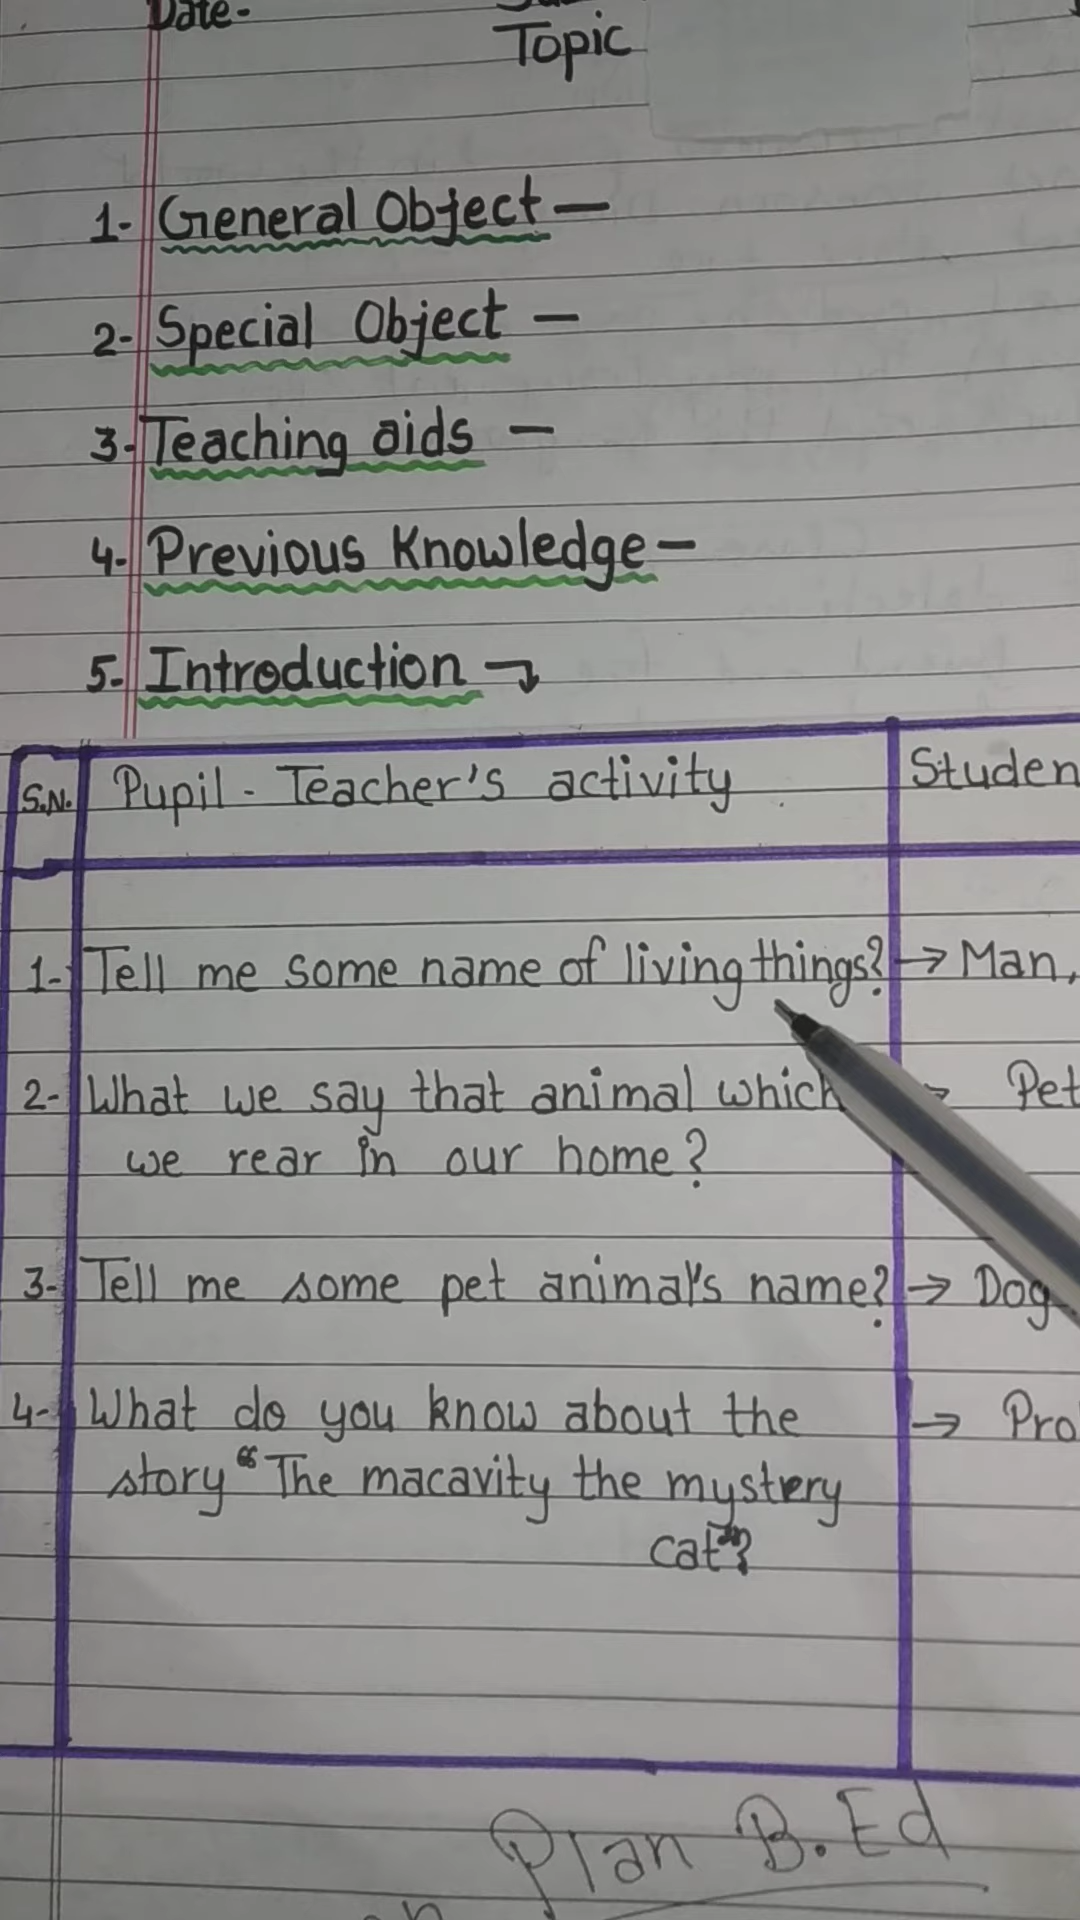 Date-
Topic
1- General Object —
2- Special Object —
3- Teaching aids —
4- Previous Knowledge —
5- Introduction
S.N. Pupil - Teacher's activity Studen
1- Tell me some name of living things? → Man,
2- What we say that animal which → Pet
we rear in our home?
3- Tell me some pet animal's name? → Dog
4- What do you know about the → Pro
story "The macavity the mystery
cat"?
Plan B.Ed